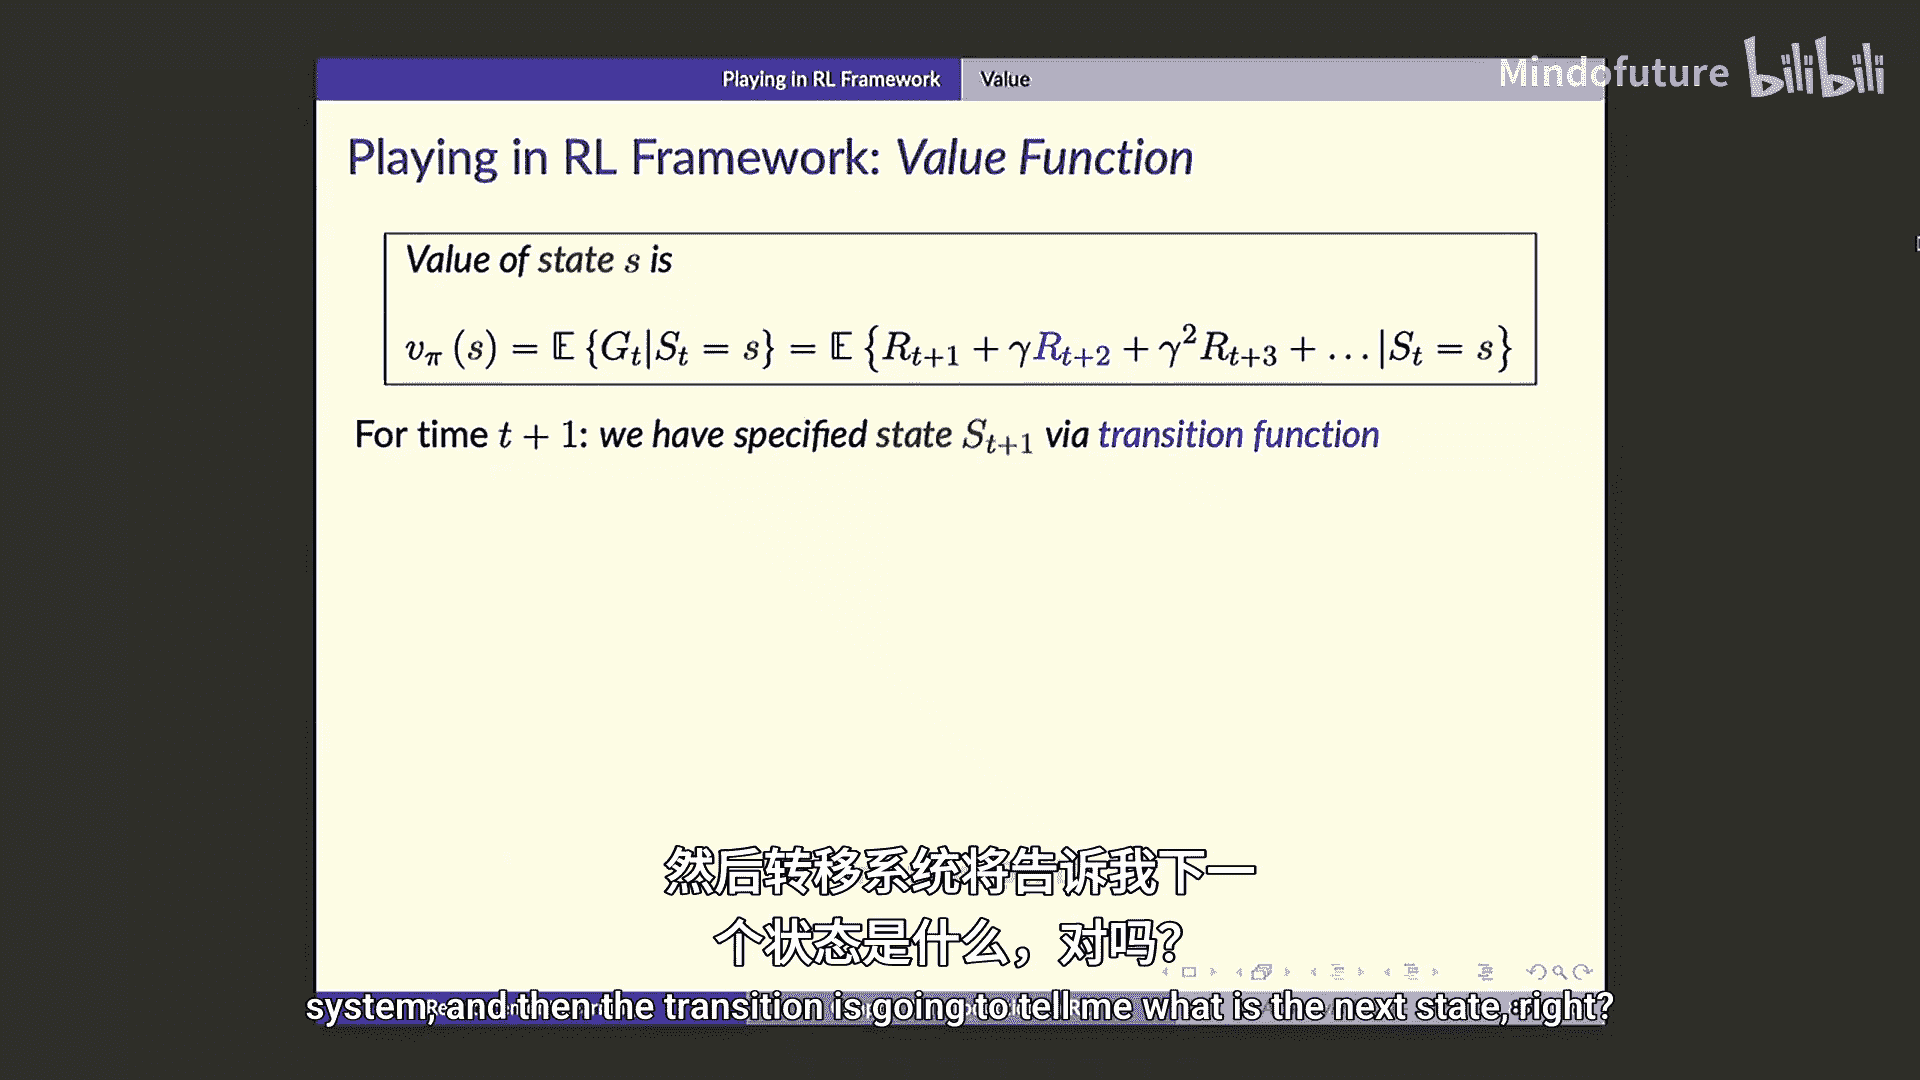 Playing in RL Framework Value
Mindofuture bilibili
Playing in RL Framework: Value Function
Value of state s is
v_π (s) = 𝔼 {G_t|S_t = s} = 𝔼 {R_{t+1} + γR_{t+2} + γ²R_{t+3} + . . . |S_t = s}
For time t + 1: we have specified state S_{t+1} via transition function
然后转移系统将告诉我下一
个状态是什么，对吗？
system, and then the transition is going to tell me what is the next state, right?